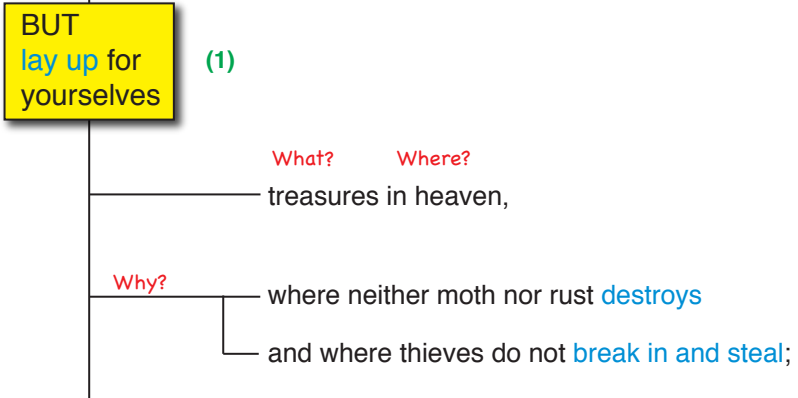 BUT
lay up for
yourselves
(1)
What? Where?
treasures in heaven,
Why?
where neither moth nor rust destroys
and where thieves do not break in and steal;